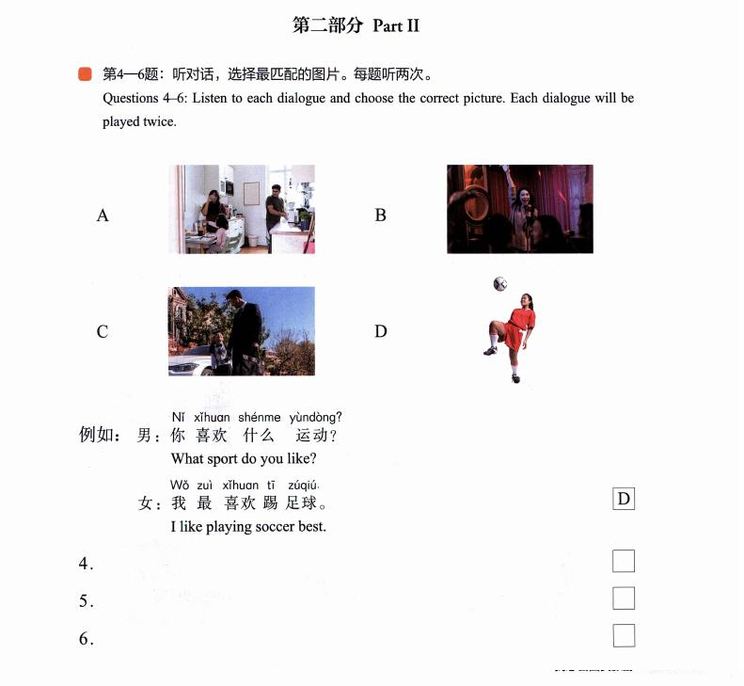 第二部分 Part II
第4—6题：听对话，选择最匹配的图片。每题听两次。
Questions 4–6: Listen to each dialogue and choose the correct picture. Each dialogue will be
played twice.
A
B
C
D
Nǐ xǐhuan shénme yùndòng?
例如： 男：你 喜欢 什么 运动？
What sport do you like?
Wǒ zuì xǐhuan tī zúqiú.
女：我 最 喜欢 踢 足球。
D
I like playing soccer best.
4.
5.
6.